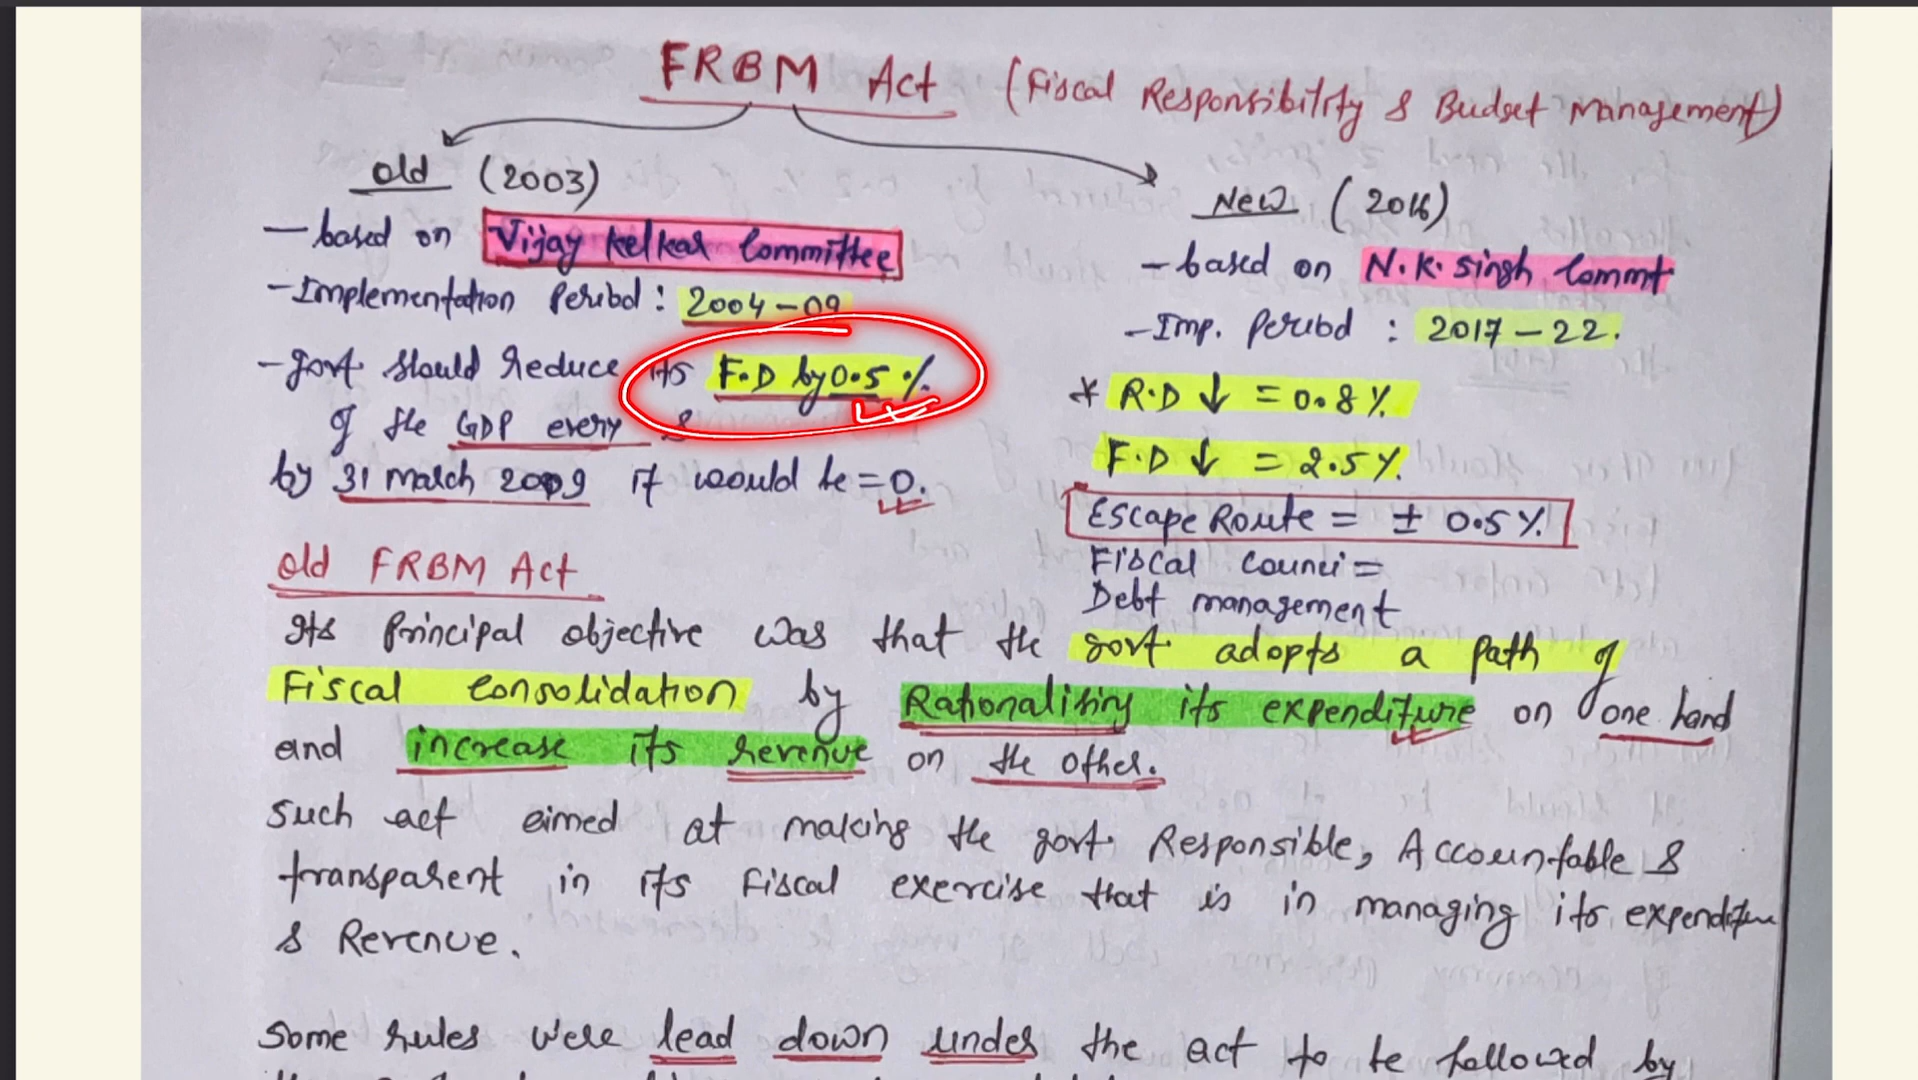 FRBM Act (Fiscal Responsibility & Budget Management)
old (2003)
- based on Vijay Kelkar Committee
- Implementation Period : 2004-09
- Govt. should reduce its F.D by 0.5 %
of the GDP every &
by 31 March 2009 it would be = 0.
New (2016)
- based on N.K. Singh Commt
- Imp. Period : 2017-22.
* R.D ↓ = 0.8 %
F.D ↓ = 2.5 %.
Escape Route = ± 0.5 %.
Fiscal Counci =
Debt management
old FRBM Act
Its Principal objective was that the govt. adopts a path of
Fiscal Consolidation by Rationalising its expenditure on one hand
and increase its revenue on the other.
Such act aimed at making the govt. Responsible, Accountable &
transparent in its Fiscal exercise that is in managing its expenditure
& Revenue.
Some rules were lead down under the act to be followed by